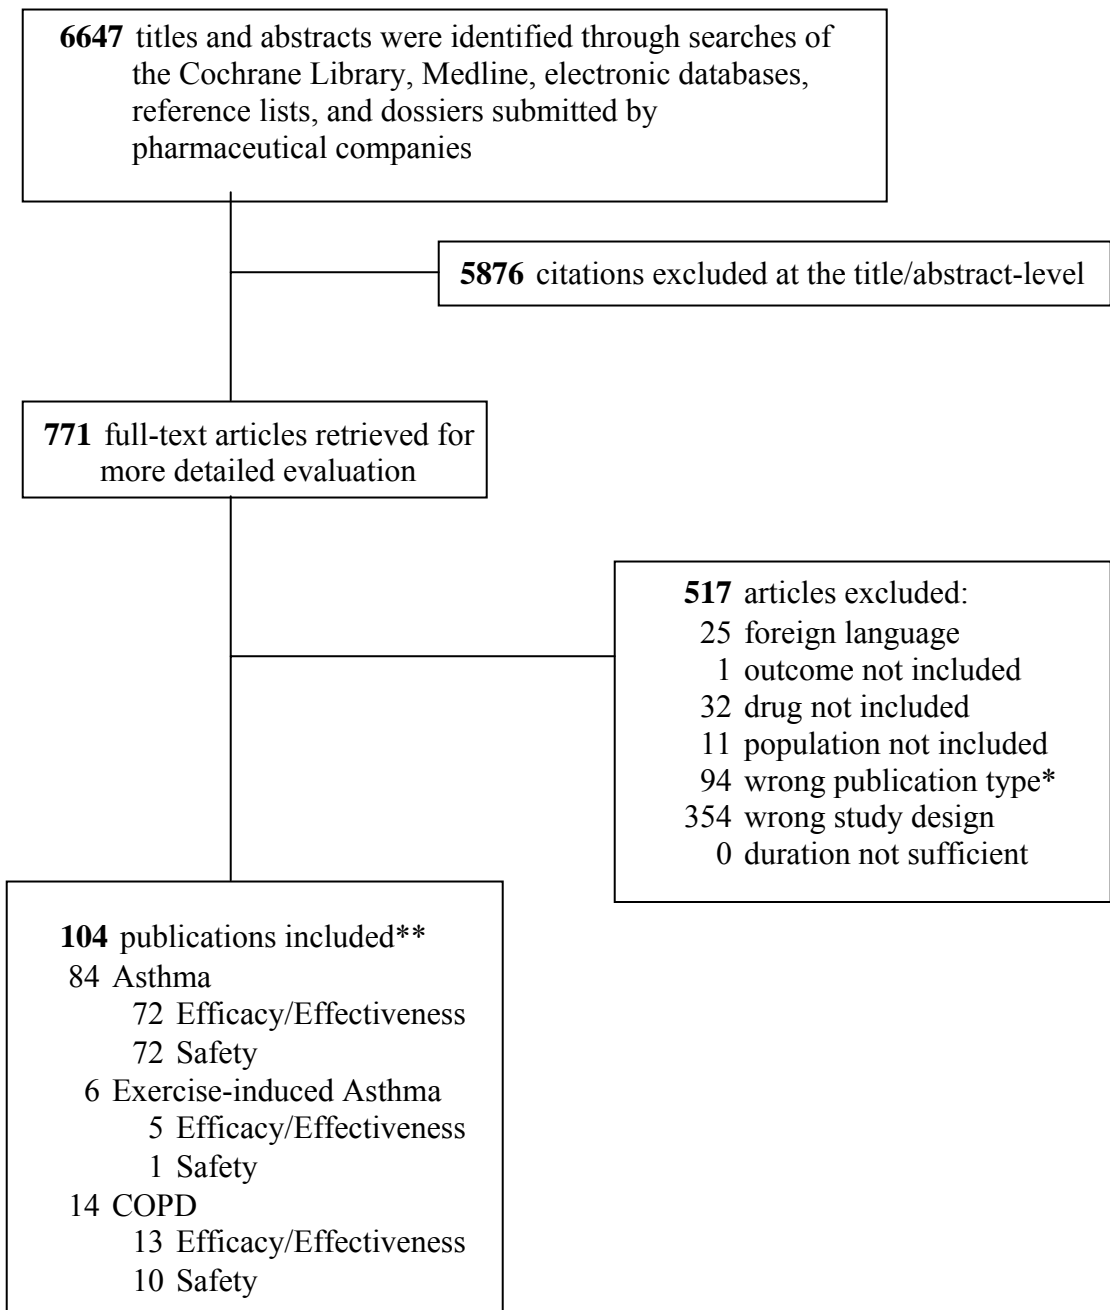 6647 titles and abstracts were identified through searches of
the Cochrane Library, Medline, electronic databases,
reference lists, and dossiers submitted by
pharmaceutical companies
5876 citations excluded at the title/abstract-level
771 full-text articles retrieved for
more detailed evaluation
517 articles excluded:
25 foreign language
1 outcome not included
32 drug not included
11 population not included
94 wrong publication type*
354 wrong study design
0 duration not sufficient
104 publications included**
84 Asthma
72 Efficacy/Effectiveness
72 Safety
6 Exercise-induced Asthma
5 Efficacy/Effectiveness
1 Safety
14 COPD
13 Efficacy/Effectiveness
10 Safety